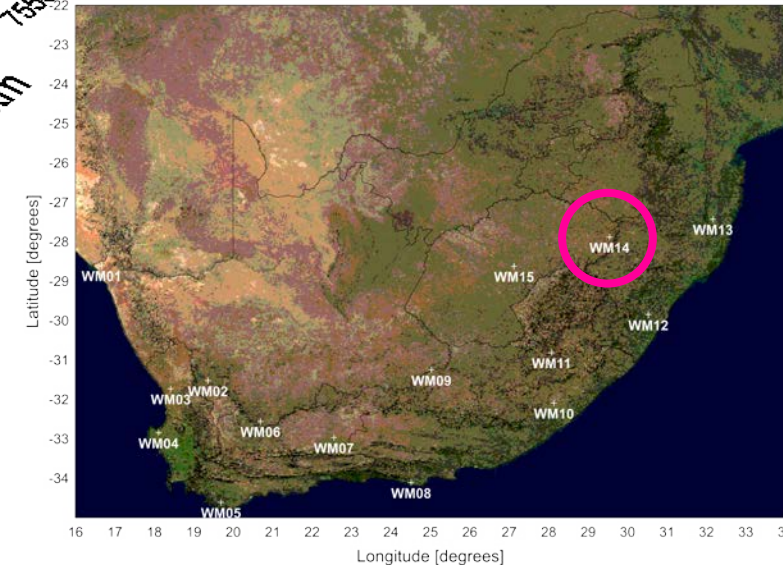 755
-22
-23
-24
-25
-26
-27
-28
-29
-30
-31
-32
-33
-34
Latitude [degrees]
WM13
WM14
WM01
WM15
WM12
WM11
WM09
WM02
WM03
WM10
WM06
WM04
WM07
WM08
WM05
16 17 18 19 20 21 22 23 24 25 26 27 28 29 30 31 32 33
Longitude [degrees]